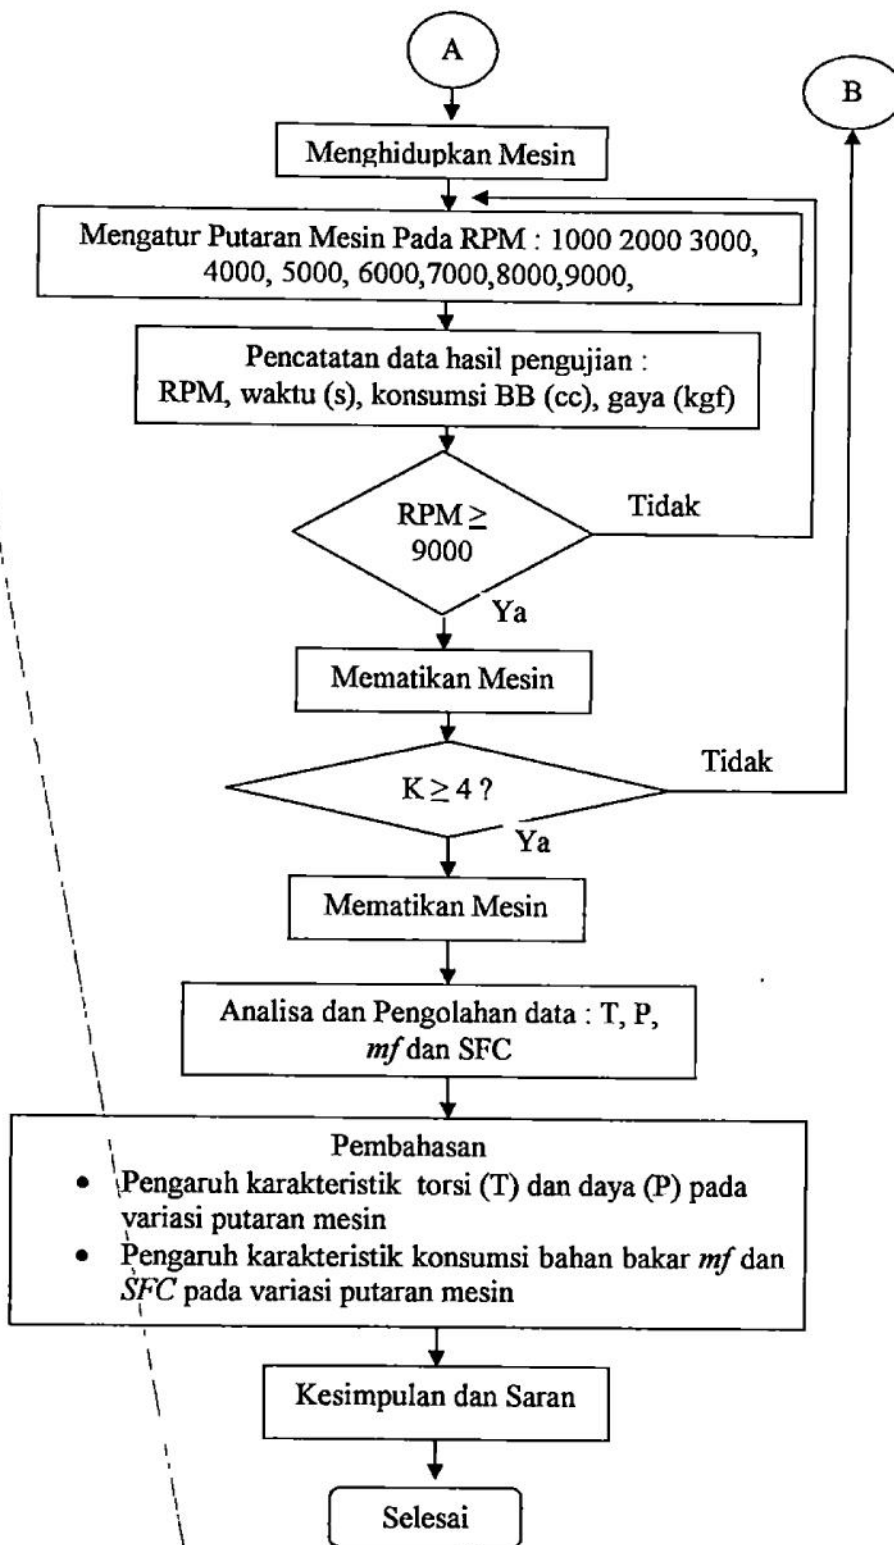 A
B
Menghidupkan Mesin
Mengatur Putaran Mesin Pada RPM : 1000 2000 3000,
4000, 5000, 6000,7000,8000,9000,
Pencatatan data hasil pengujian :
RPM, waktu (s), konsumsi BB (cc), gaya (kgf)
RPM ≥
9000
Tidak
Ya
Mematikan Mesin
K ≥ 4 ?
Tidak
Ya
Mematikan Mesin
Analisa dan Pengolahan data : T, P,
mf dan SFC
Pembahasan
• Pengaruh karakteristik torsi (T) dan daya (P) pada
variasi putaran mesin
• Pengaruh karakteristik konsumsi bahan bakar mf dan
SFC pada variasi putaran mesin
Kesimpulan dan Saran
Selesai